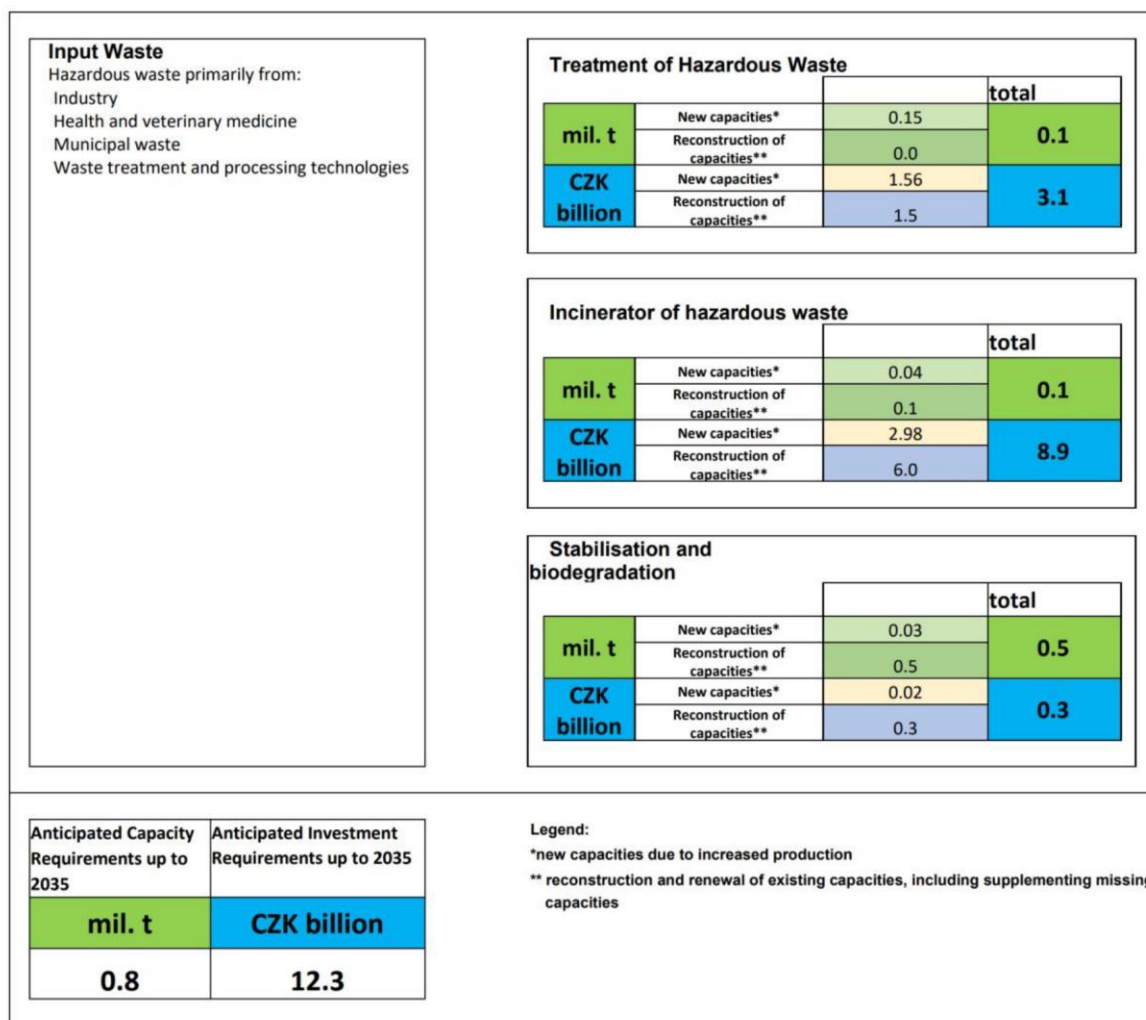 Input Waste
Hazardous waste primarily from:
Industry
Health and veterinary medicine
Municipal waste
Waste treatment and processing technologies
Treatment of Hazardous Waste
total
mil. t
New capacities*
0.15
0.1
Reconstruction of
capacities**
0.0
CZK
billion
New capacities*
1.56
3.1
Reconstruction of
capacities**
1.5
Incinerator of hazardous waste
total
mil. t
New capacities*
0.04
0.1
Reconstruction of
capacities**
0.1
CZK
billion
New capacities*
2.98
8.9
Reconstruction of
capacities**
6.0
Stabilisation and
biodegradation
total
mil. t
New capacities*
0.03
0.5
Reconstruction of
capacities**
0.5
CZK
billion
New capacities*
0.02
0.3
Reconstruction of
capacities**
0.3
Anticipated Capacity
Requirements up to
2035
Anticipated Investment
Requirements up to 2035
mil. t
CZK billion
0.8
12.3
Legend:
*new capacities due to increased production
** reconstruction and renewal of existing capacities, including supplementing missing
capacities